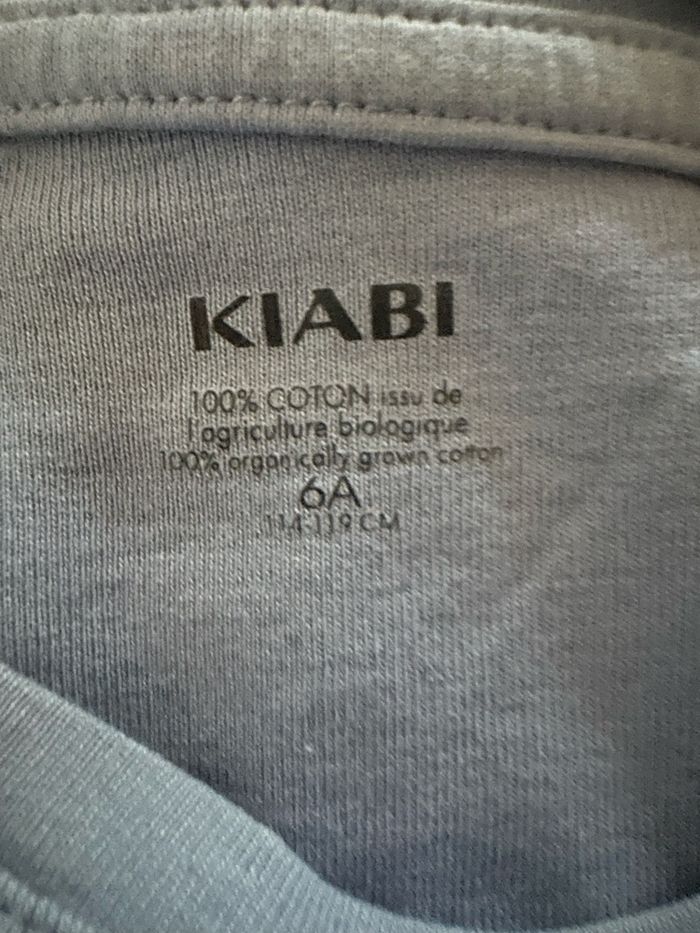 KIABI
100% COTON issu de
l'agriculture biologique
100% organically grown cotton
6A
114-119 CM